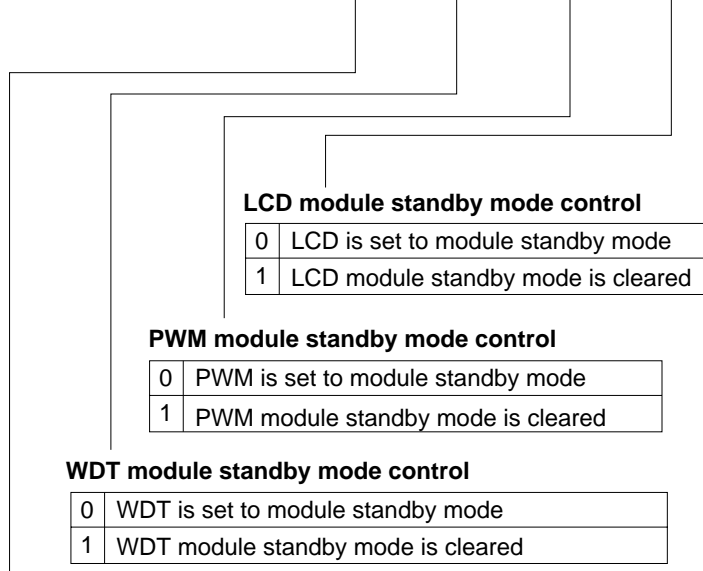 LCD module standby mode control
0 LCD is set to module standby mode
1 LCD module standby mode is cleared
PWM module standby mode control
0 PWM is set to module standby mode
1 PWM module standby mode is cleared
WDT module standby mode control
0 WDT is set to module standby mode
1 WDT module standby mode is cleared